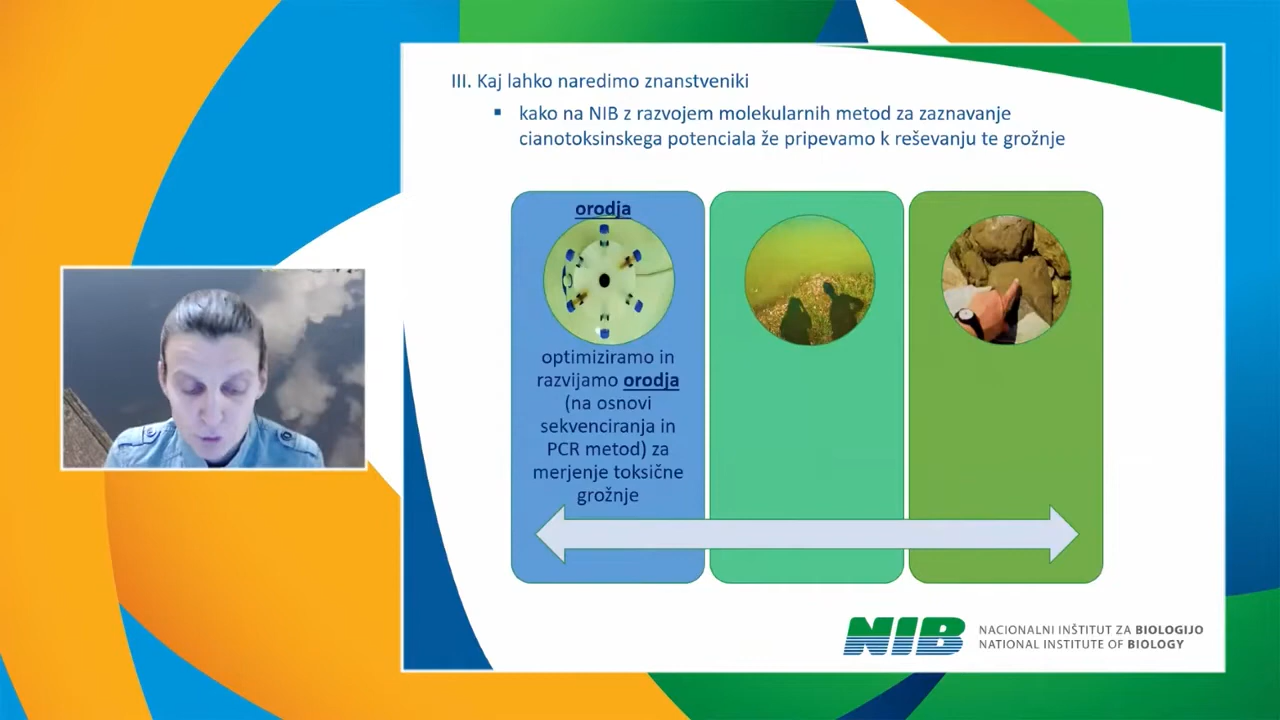 III. Kaj lahko naredimo znanstveniki
▪ kako na NIB z razvojem molekularnih metod za zaznavanje
cianotoksinskega potenciala že pripevamo k reševanju te grožnje
orodja
optimiziramo in
razvijamo orodja
(na osnovi
sekvenciranja in
PCR metod) za
merjenje toksične
grožnje
NIB
NACIONALNI INŠTITUT ZA BIOLOGIJO
NATIONAL INSTITUTE OF BIOLOGY